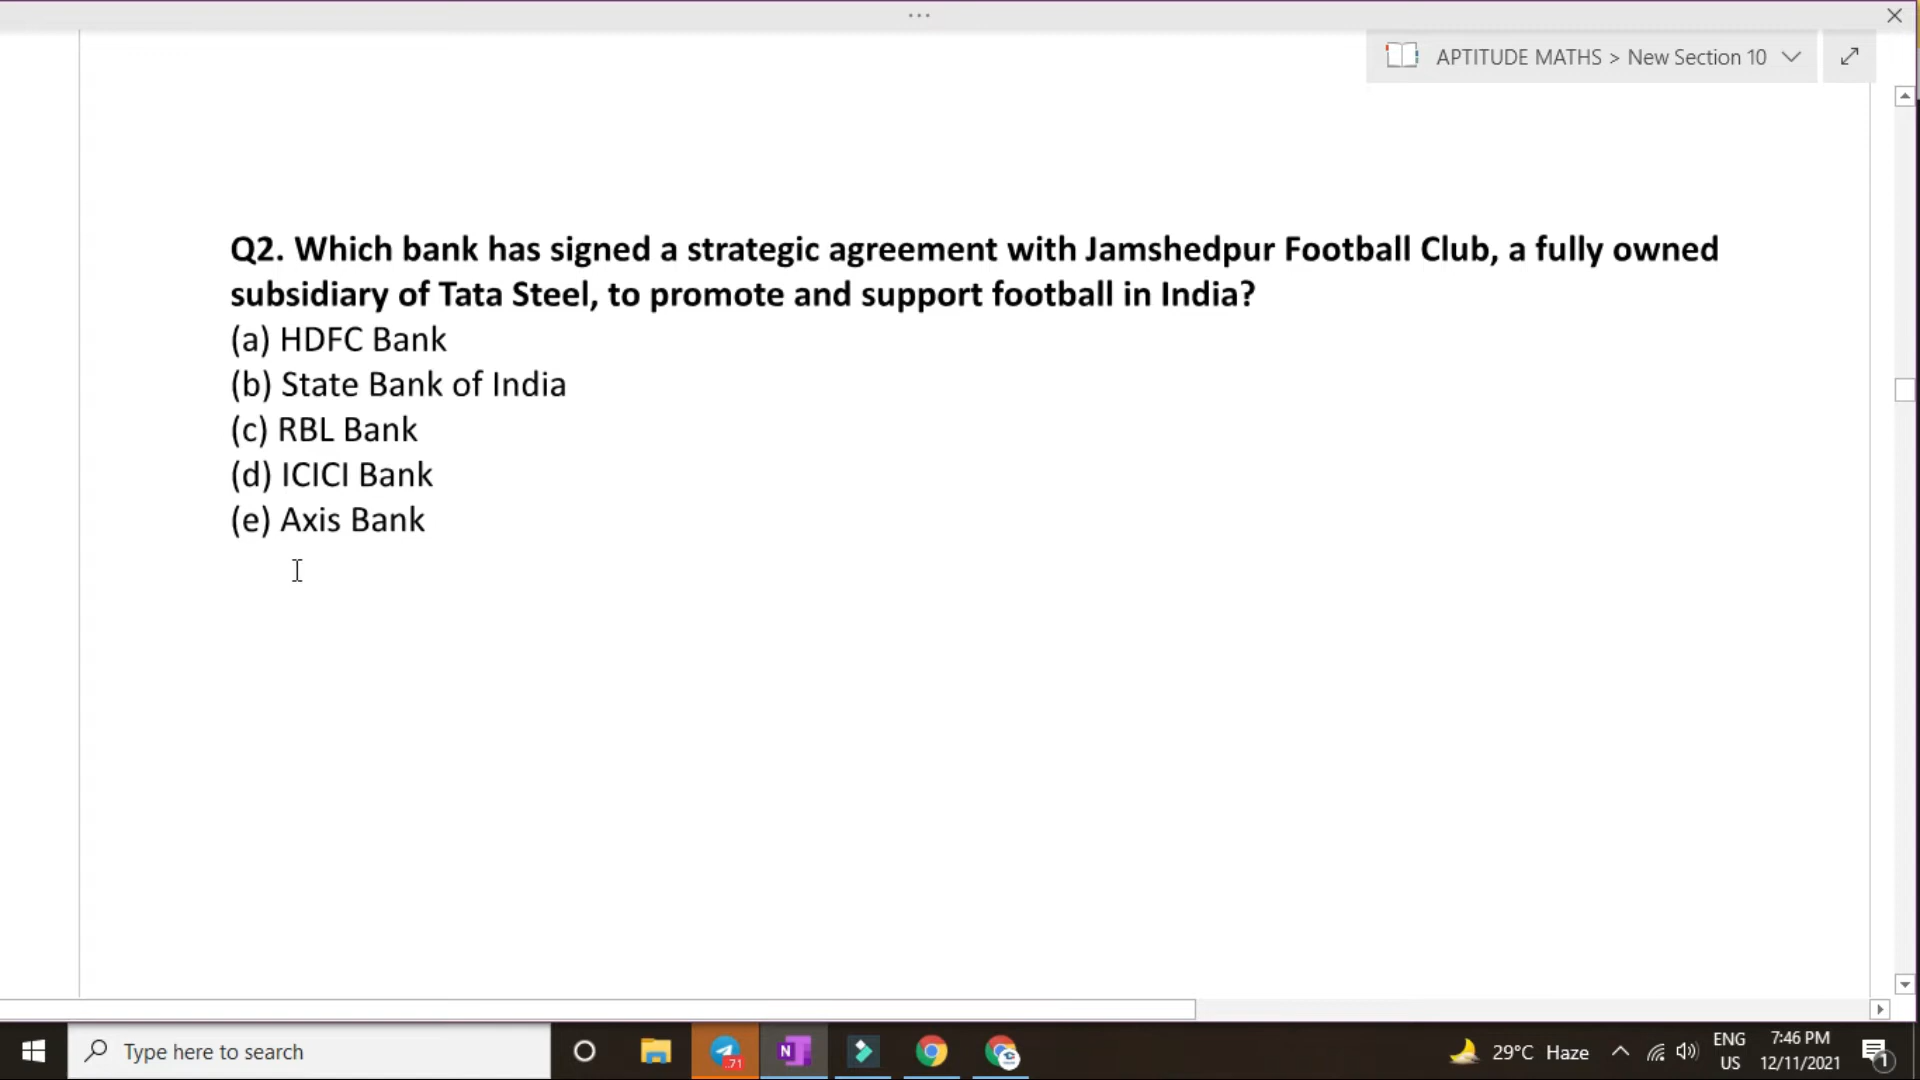 ...
APTITUDE MATHS > New Section 10
Q2. Which bank has signed a strategic agreement with Jamshedpur Football Club, a fully owned
subsidiary of Tata Steel, to promote and support football in India?
(a) HDFC Bank
(b) State Bank of India
(c) RBL Bank
(d) ICICI Bank
(e) Axis Bank
Type here to search
..71
N
29°C Haze
ENG
US
7:46 PM
12/11/2021
1